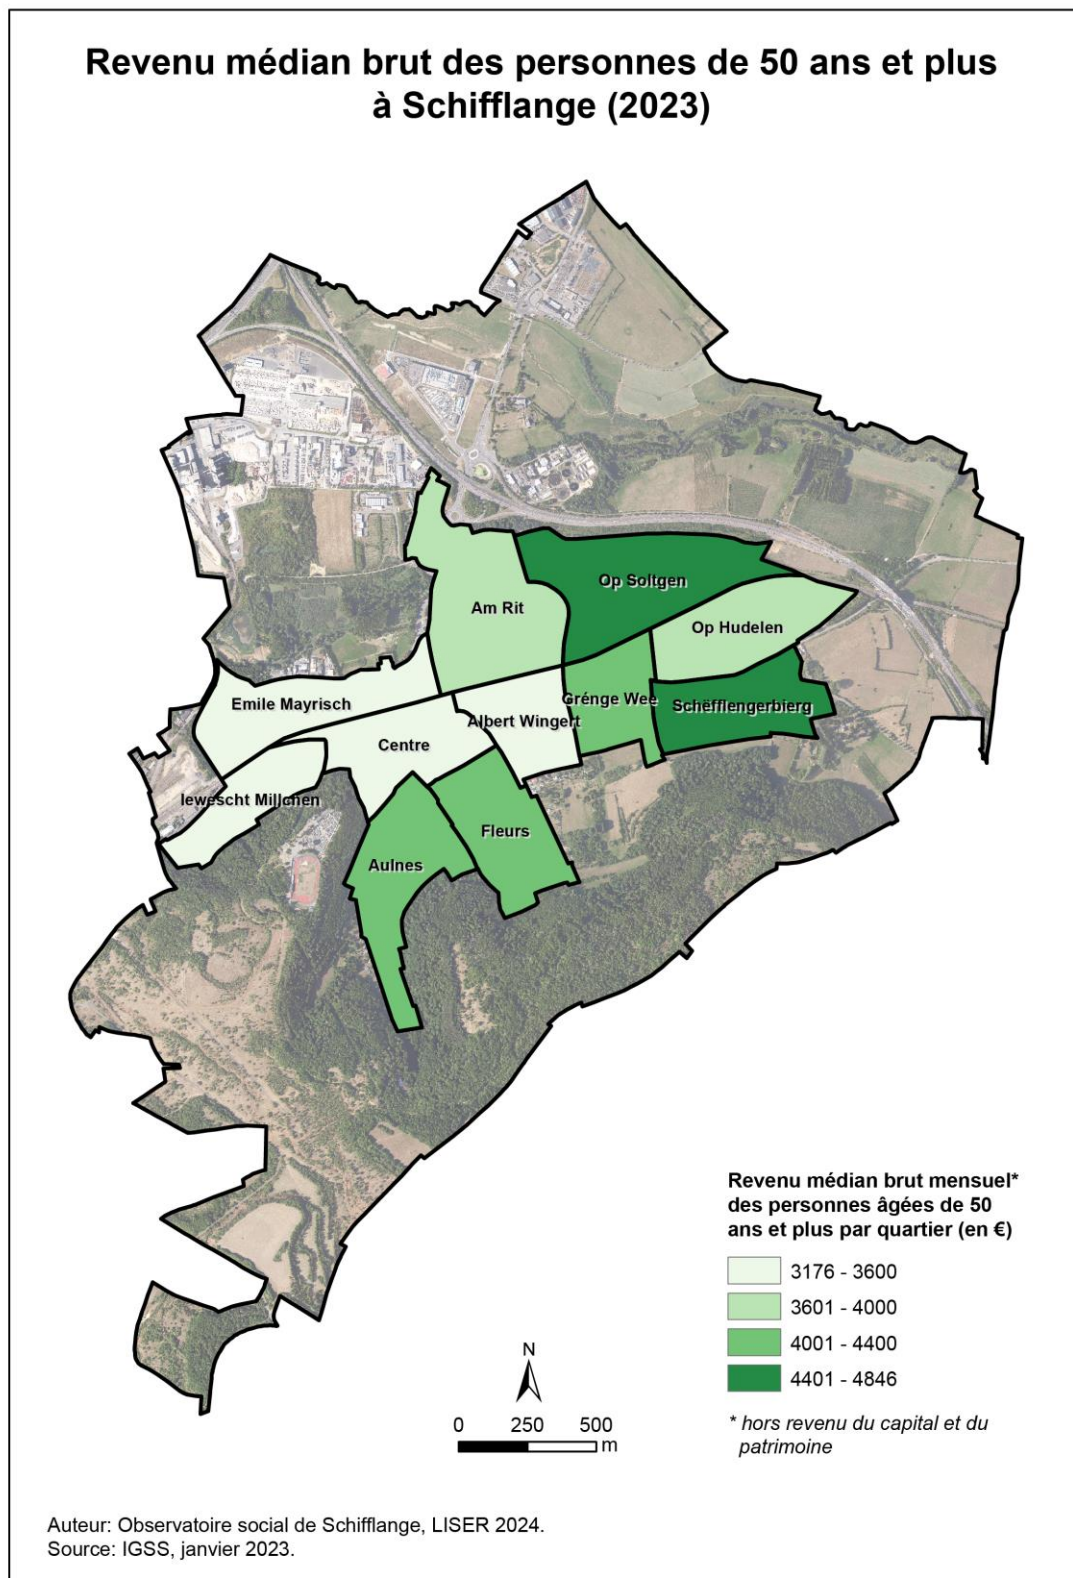 Revenu médian brut des personnes de 50 ans et plus
à Schifflange (2023)
Op Soltgen
Am Rit
Op Hudelen
Emile Mayrisch
Grénge Wee
Schëfflengerbierg
Albert Wingert
Centre
Iewescht Millchen
Fleurs
Aulnes
Revenu médian brut mensuel*
des personnes âgées de 50
ans et plus par quartier (en €)
3176 - 3600
3601 - 4000
4001 - 4400
4401 - 4846
* hors revenu du capital et du
patrimoine
N
0 250 500
m
Auteur: Observatoire social de Schifflange, LISER 2024.
Source: IGSS, janvier 2023.